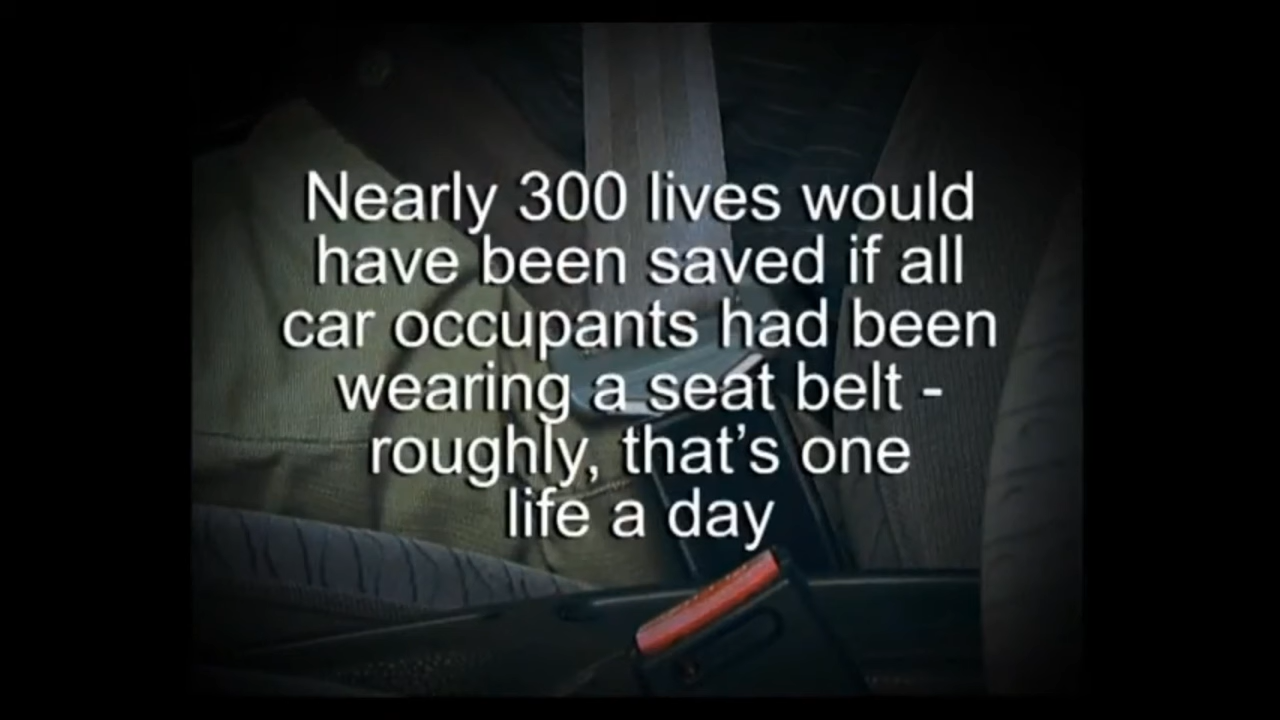 Nearly 300 lives would
have been saved if all
car occupants had been
wearing a seat belt -
roughly, that's one
life a day